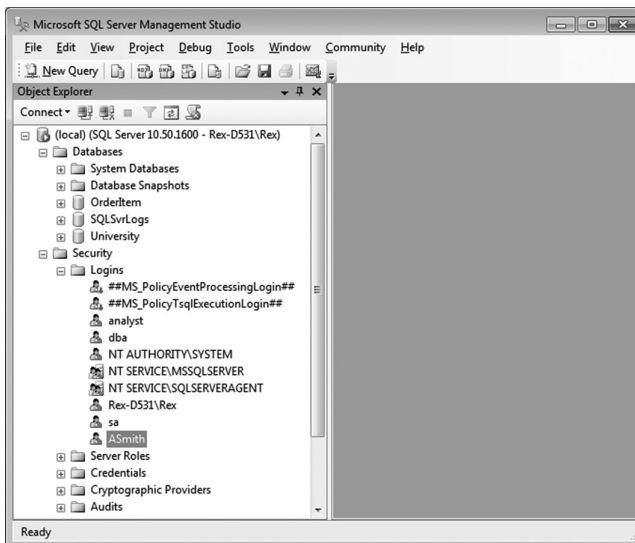 Microsoft SQL Server Management Studio
File Edit View Project Debug Tools Window Community Help
New Query
Object Explorer
Connect
(local) (SQL Server 10.50.1600 - Rex-D531\Rex)
Databases
System Databases
Database Snapshots
OrderItem
SQLSvrLogs
University
Security
Logins
##MS_PolicyEventProcessingLogin##
##MS_PolicyTsqlExecutionLogin##
analyst
dba
NT AUTHORITY\SYSTEM
NT SERVICE\MSSQLSERVER
NT SERVICE\SQLSERVERAGENT
Rex-D531\Rex
sa
ASmith
Server Roles
Credentials
Cryptographic Providers
Audits
Ready